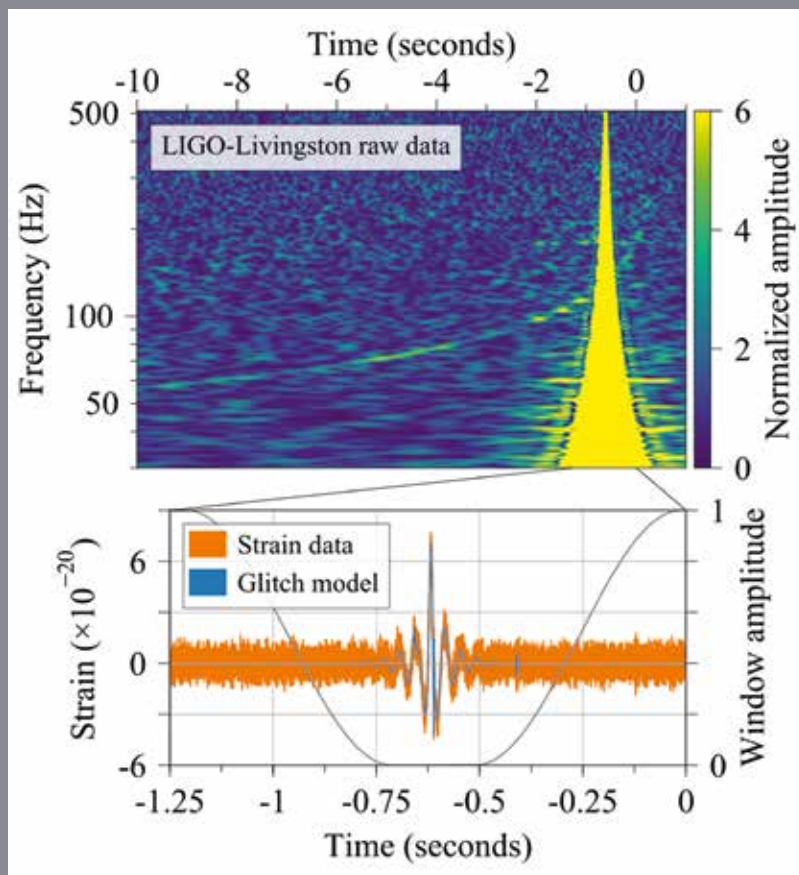 Time (seconds)
-10 -8 -6 -4 -2 0
500
100
50
Frequency (Hz)
LIGO-Livingston raw data
6
4
2
0
Normalized amplitude
Strain data
Glitch model
6
0
-6
Strain (×10⁻²⁰)
1
0
Window amplitude
-1.25 -1 -0.75 -0.5 -0.25 0
Time (seconds)